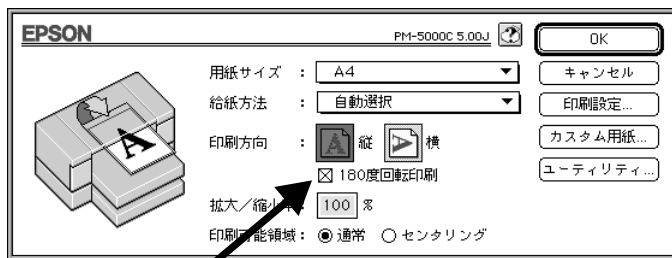 EPSON PM-5000C 5.00J ? OK
用紙サイズ : A4 キャンセル
給紙方法 : 自動選択 印刷設定...
印刷方向 : A 縦 A 横 カスタム用紙...
180度回転印刷 ユーティリティ...
拡大/縮小 : 100 %
印刷可能領域 : 通常 センタリング
A